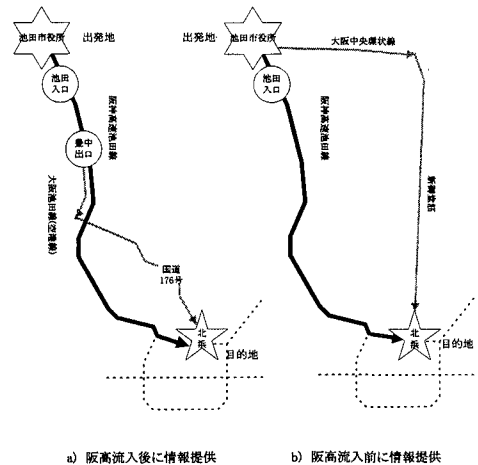 池田市役所 出発地
池田
入口
阪神高速池田線
豊中
出口
大阪池田線(空港線)
国道
176号
北
浜
目的地
a) 阪高流入後に情報提供
池田市役所
出発地
大阪中央環状線
池田
入口
阪神高速池田線
新御堂筋
北
浜
目的地
b) 阪高流入前に情報提供